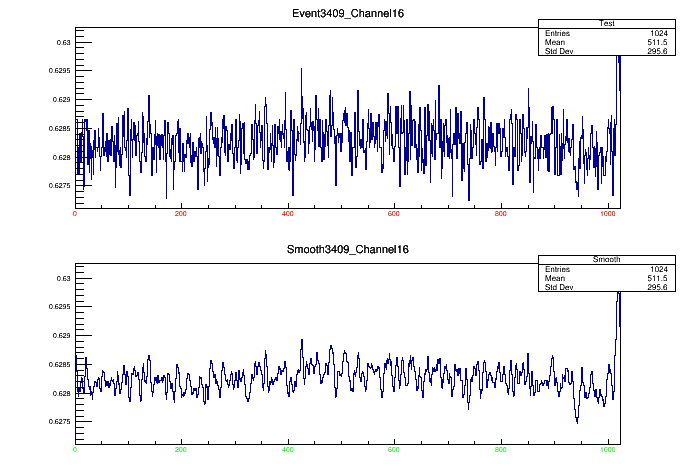 Event3409_Channel16
Test
Entries 1024
Mean 511.5
Std Dev 295.6
0.63
0.6295
0.629
0.6285
0.628
0.6275
0 200 400 600 800 1000
Smooth3409_Channel16
Smooth
Entries 1024
Mean 511.5
Std Dev 295.6
0.63
0.6295
0.629
0.6285
0.628
0.6275
0 200 400 600 800 1000